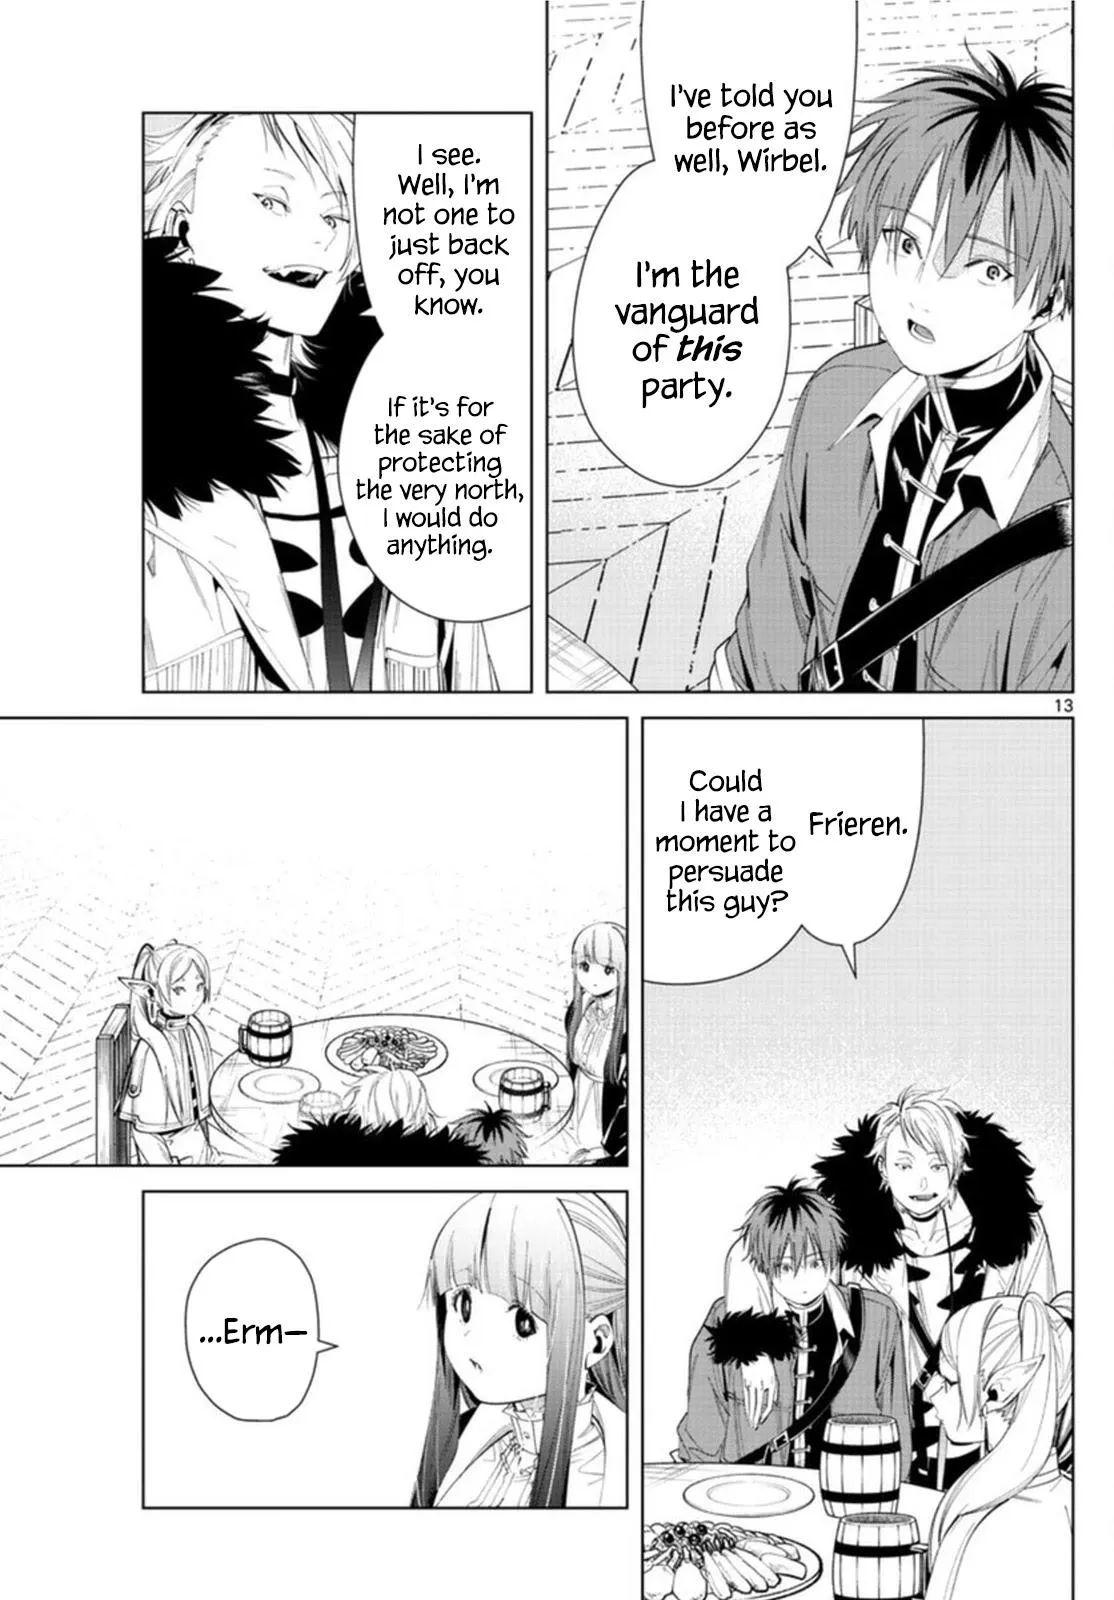 I've told you
before as
well, Wirbel.
I'm the
vanguard
of this
party.
I see.
Well, I'm
not one to
just back
off, you
know.
If it's for
the sake of
protecting
the very north,
I would do
anything.
13
Frieren.
Could
I have a
moment to
persuade
this guy?
...Erm—